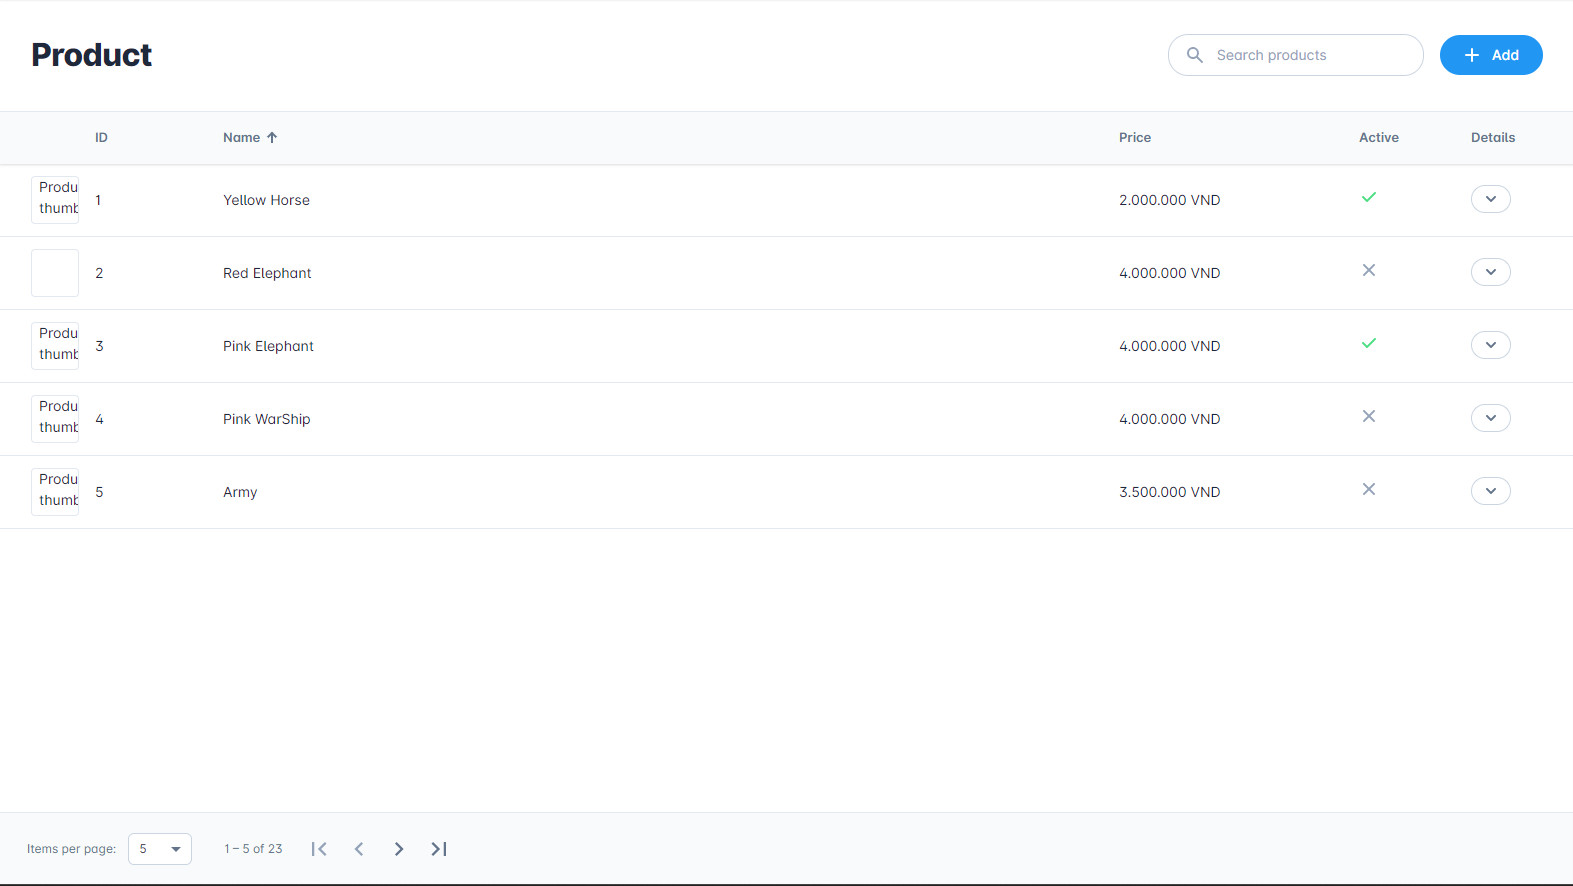 Product
Search products
Add
ID Name Price Active Details
Produ
thumb
1 Yellow Horse 2.000.000 VND
2 Red Elephant 4.000.000 VND
Produ
thumb
3 Pink Elephant 4.000.000 VND
Produ
thumb
4 Pink WarShip 4.000.000 VND
Produ
thumb
5 Army 3.500.000 VND
Items per page: 5 1 – 5 of 23